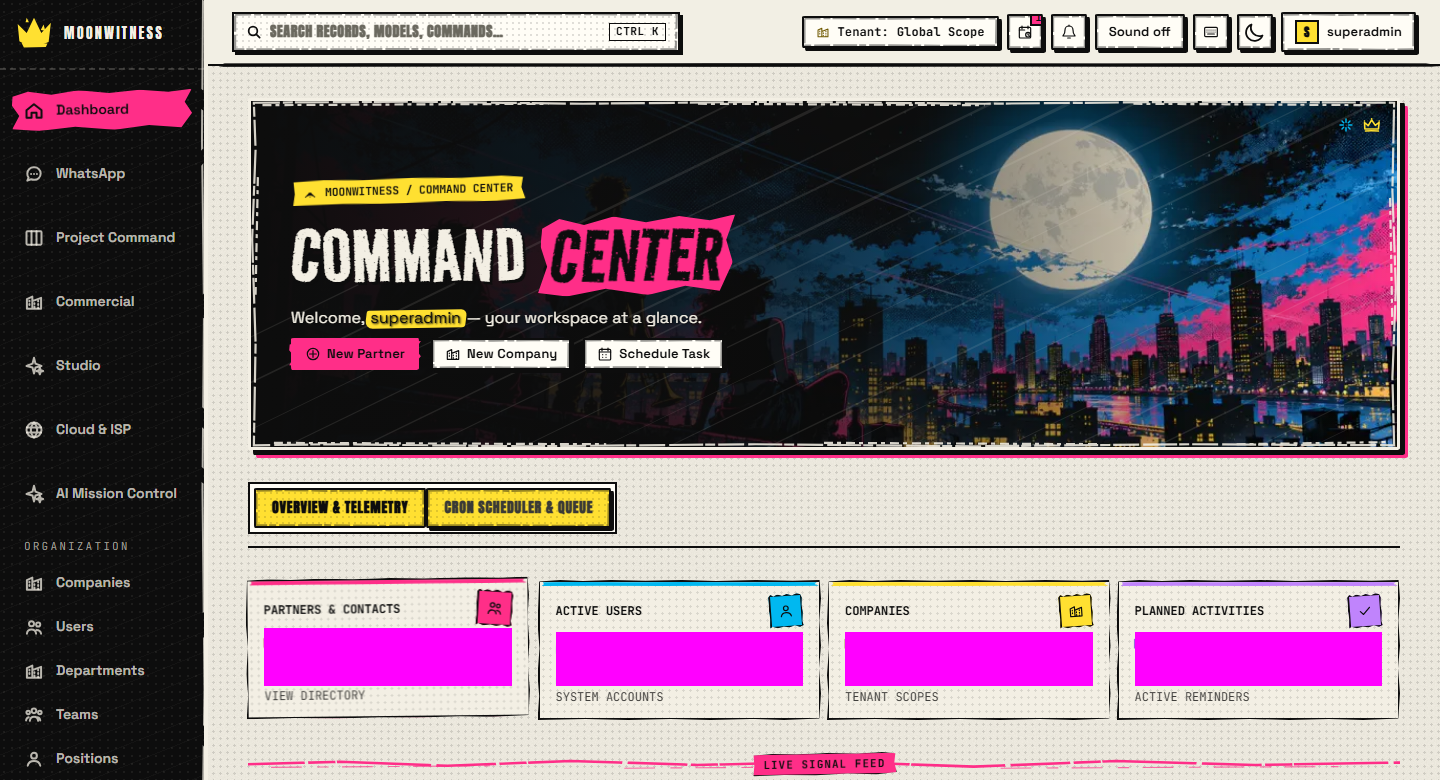 MOONWITNESS
SEARCH RECORDS, MODELS, COMMANDS...
CTRL K
Tenant: Global Scope
Sound off
$
superadmin
Dashboard
WhatsApp
Project Command
Commercial
Studio
Cloud & ISP
AI Mission Control
ORGANIZATION
Companies
Users
Departments
Teams
Positions
MOONWITNESS / COMMAND CENTER
COMMAND CENTER
Welcome, superadmin — your workspace at a glance.
New Partner
New Company
Schedule Task
OVERVIEW & TELEMETRY
CRON SCHEDULER & QUEUE
PARTNERS & CONTACTS
VIEW DIRECTORY
ACTIVE USERS
SYSTEM ACCOUNTS
COMPANIES
TENANT SCOPES
PLANNED ACTIVITIES
ACTIVE REMINDERS
LIVE SIGNAL FEED